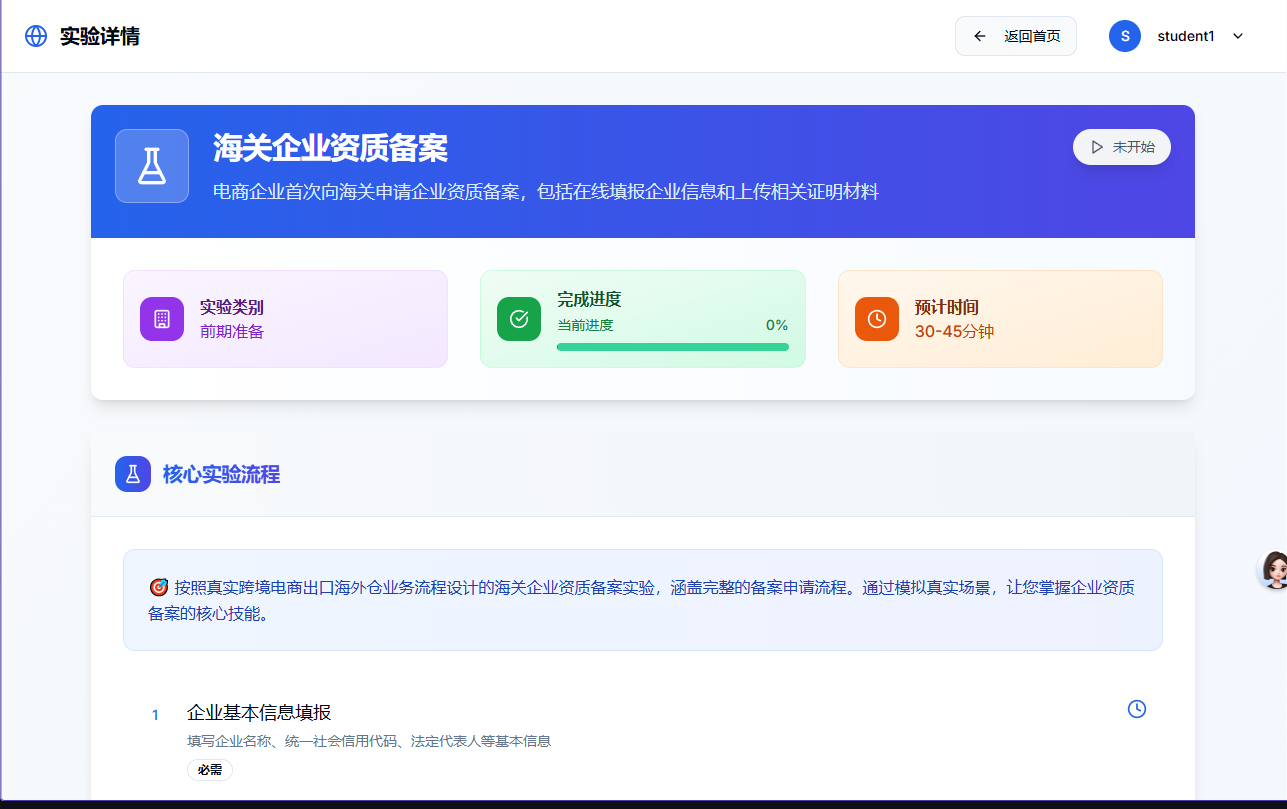 实验详情
返回首页
S
student1
海关企业资质备案
未开始
电商企业首次向海关申请企业资质备案，包括在线填报企业信息和上传相关证明材料
实验类别
前期准备
完成进度
当前进度
0%
预计时间
30-45分钟
核心实验流程
按照真实跨境电商出口海外仓业务流程设计的海关企业资质备案实验，涵盖完整的备案申请流程。通过模拟真实场景，让您掌握企业资质
备案的核心技能。
1
企业基本信息填报
填写企业名称、统一社会信用代码、法定代表人等基本信息
必需